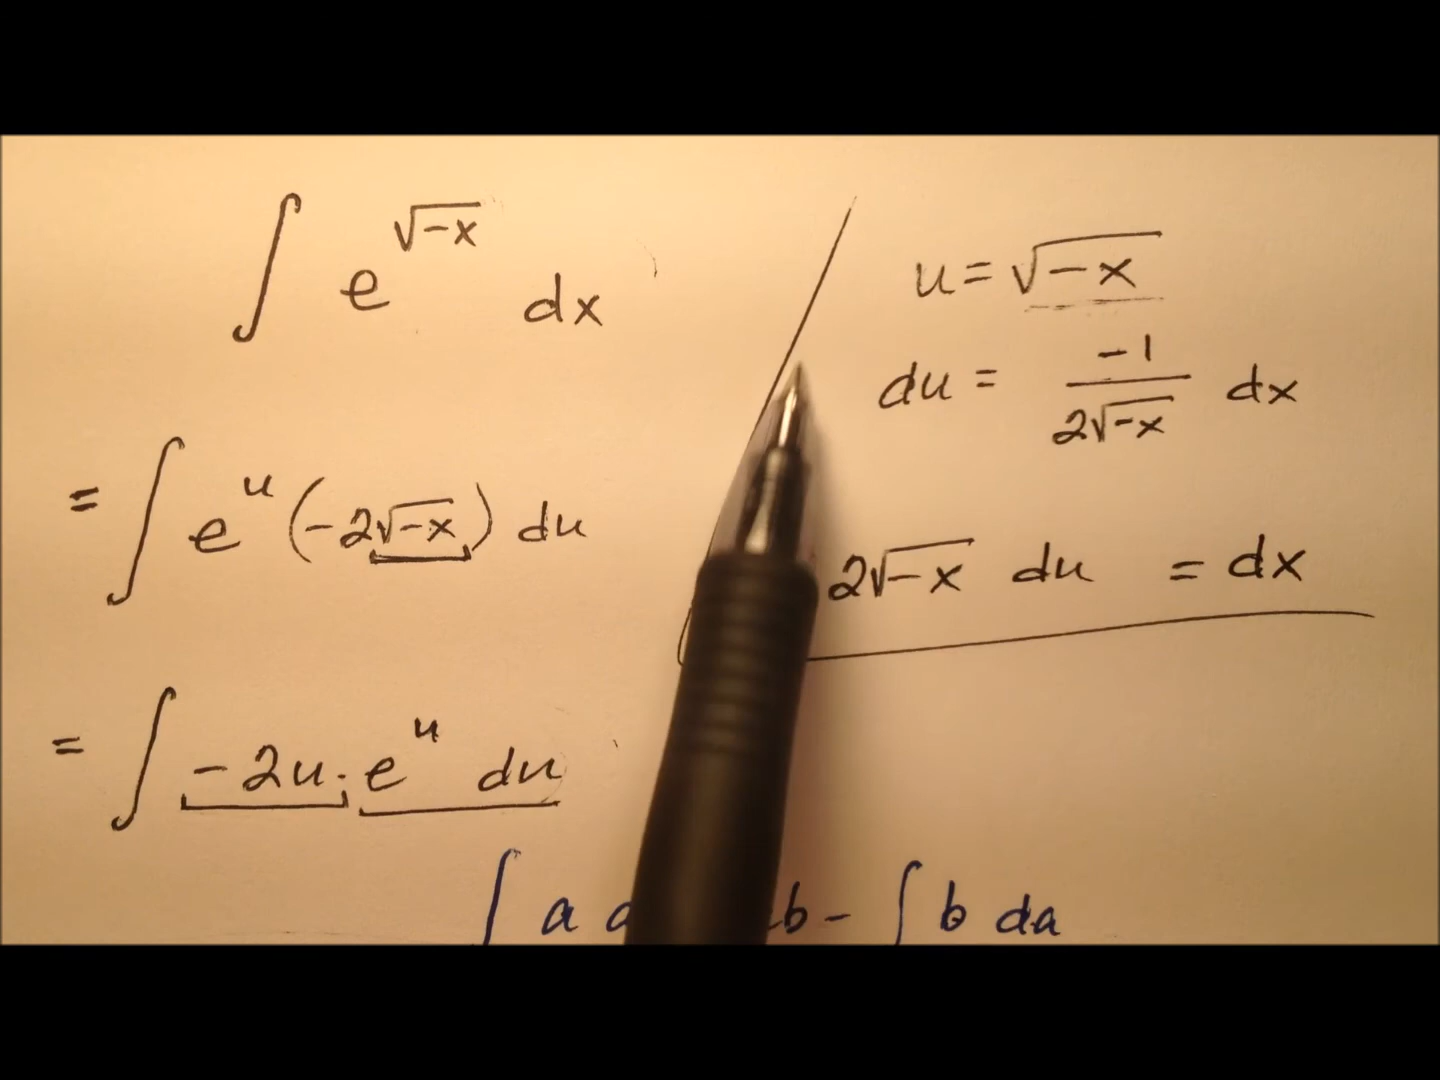 ∫ e^√-x dx
= ∫ e^u (-2√-x) du
= ∫ -2u · e^u du
u = √-x
du = -1/2√-x dx
2√-x du = dx
∫ a b - ∫ b da